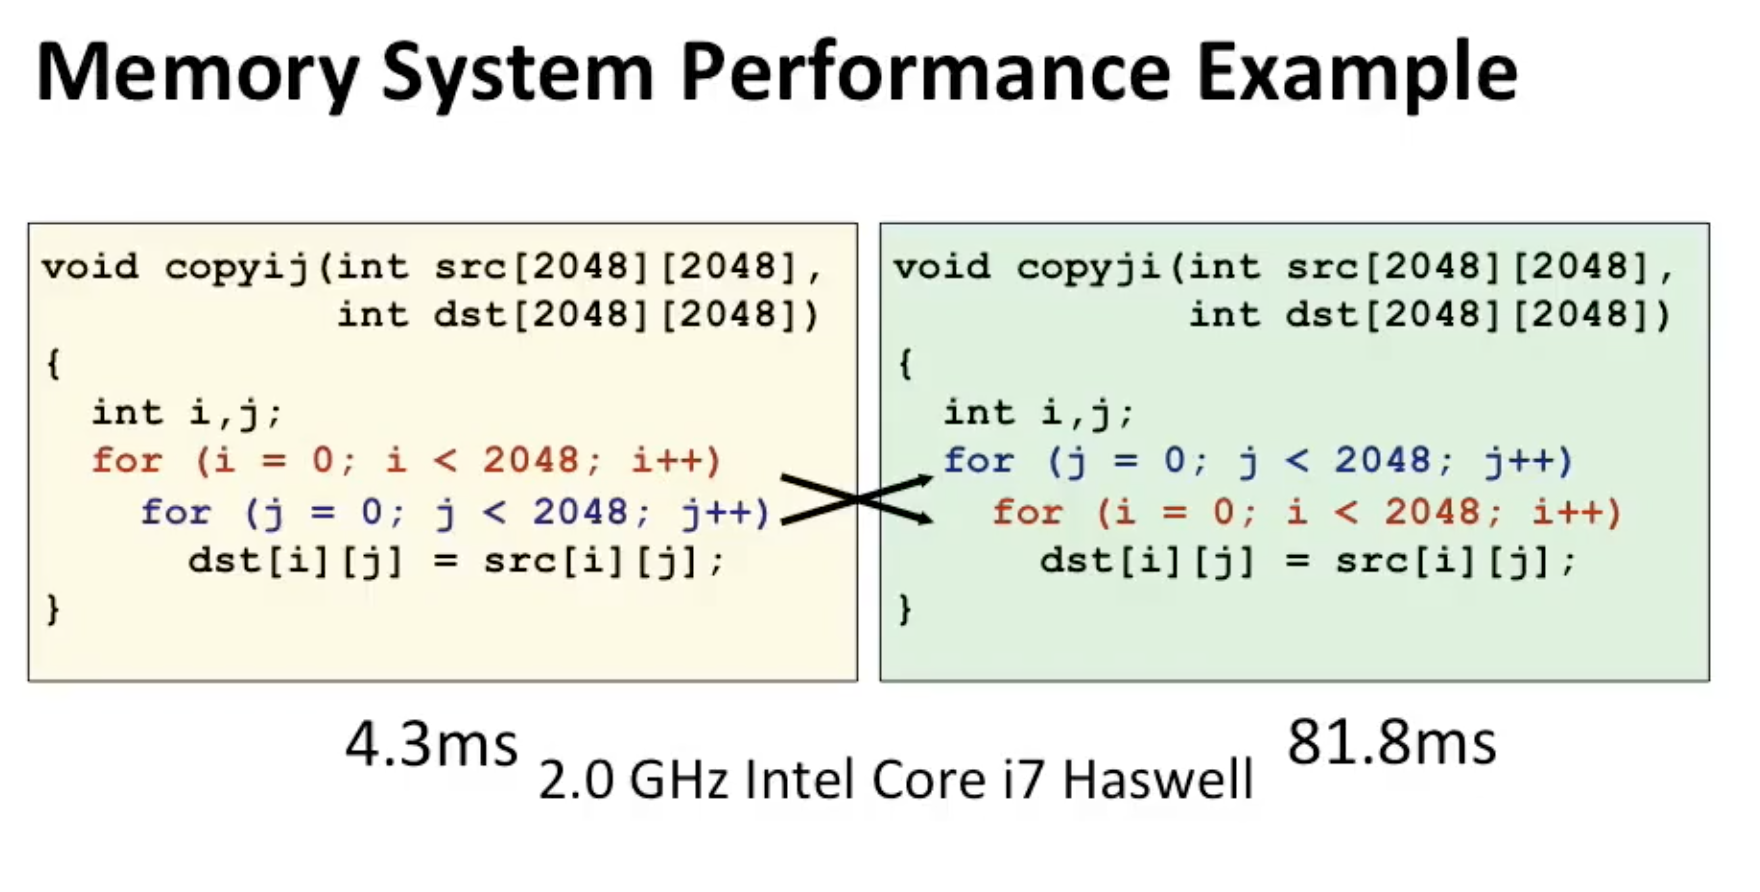 Memory System Performance Example
void copyij(int src[2048][2048],
int dst[2048][2048])
{
int i,j;
for (i = 0; i < 2048; i++)
for (j = 0; j < 2048; j++)
dst[i][j] = src[i][j];
}
void copyji(int src[2048][2048],
int dst[2048][2048])
{
int i,j;
for (j = 0; j < 2048; j++)
for (i = 0; i < 2048; i++)
dst[i][j] = src[i][j];
}
4.3ms
81.8ms
2.0 GHz Intel Core i7 Haswell